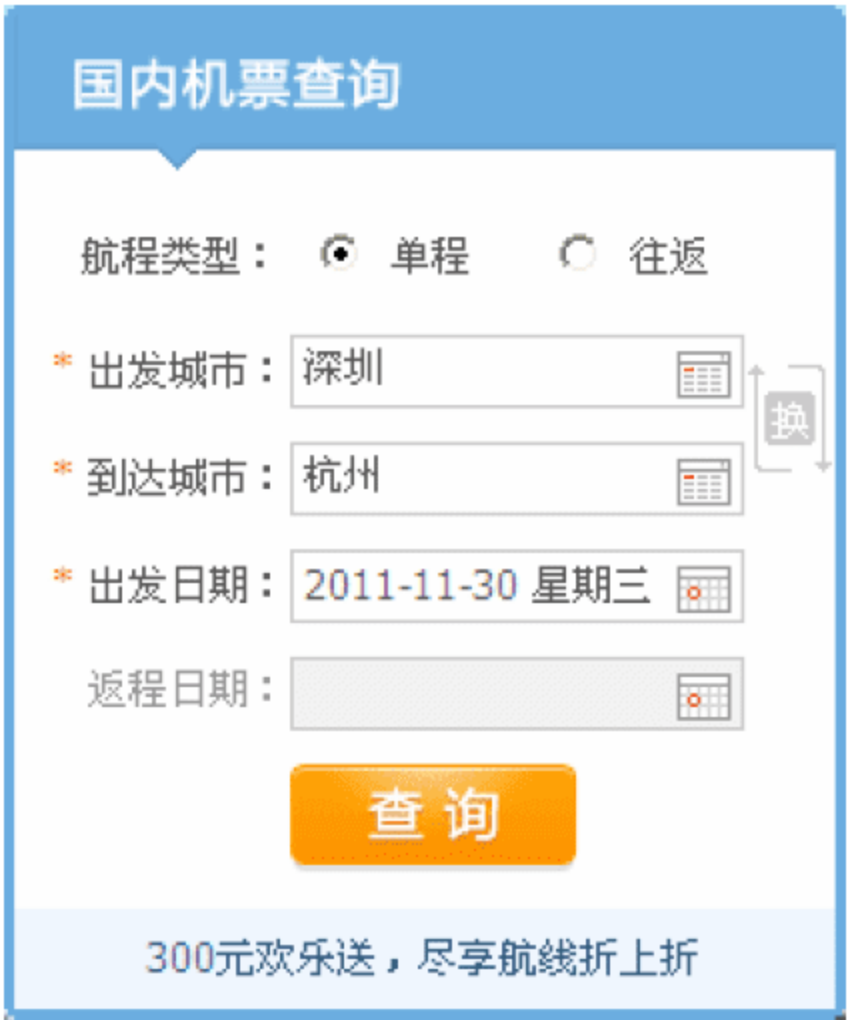 国内机票查询
航程类型： 单程 往返
* 出发城市： 深圳
换
* 到达城市： 杭州
* 出发日期： 2011-11-30 星期三
返程日期：
查询
300元欢乐送，尽享航线折上折